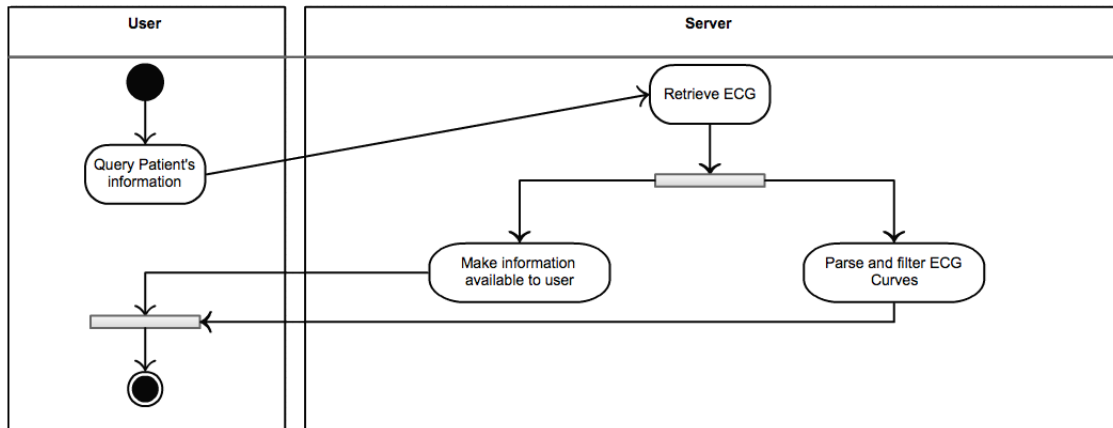 User
Server
Retrieve ECG
Query Patient's
information
Make information
available to user
Parse and filter ECG
Curves